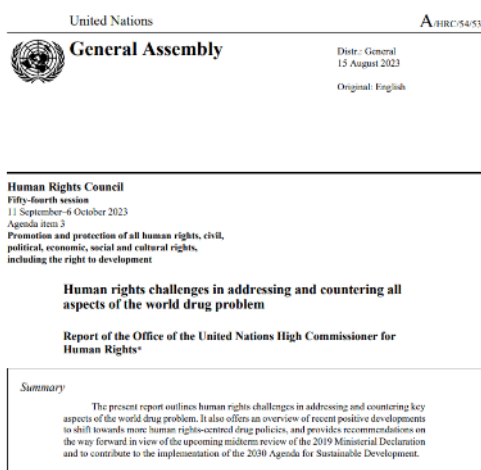 United Nations
A/HRC/54/53
General Assembly
Distr.: General
15 August 2023
Original: English
Human Rights Council
Fifty-fourth session
11 September–6 October 2023
Agenda item 3
Promotion and protection of all human rights, civil,
political, economic, social and cultural rights,
including the right to development
Human rights challenges in addressing and countering all
aspects of the world drug problem
Report of the Office of the United Nations High Commissioner for
Human Rights*
Summary
The present report outlines human rights challenges in addressing and countering key
aspects of the world drug problem. It also offers an overview of recent positive developments
to shift towards more human rights-centred drug policies, and provides recommendations on
the way forward in view of the upcoming midterm review of the 2019 Ministerial Declaration
and to contribute to the implementation of the 2030 Agenda for Sustainable Development.